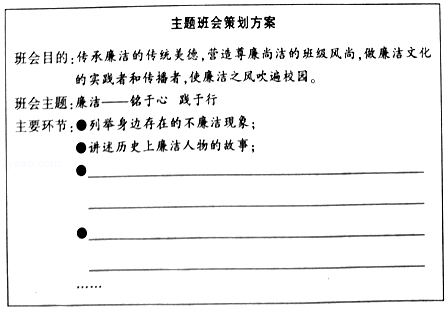 主题班会策划方案
班会目的:传承廉洁的传统美德,营造尊廉尚洁的班级风尚,做廉洁文化
的实践者和传播者,使廉洁之风吹遍校园。
班会主题:廉洁——铭于心 践于行
主要环节:●列举身边存在的不廉洁现象;
●讲述历史上廉洁人物的故事;
●
●
……